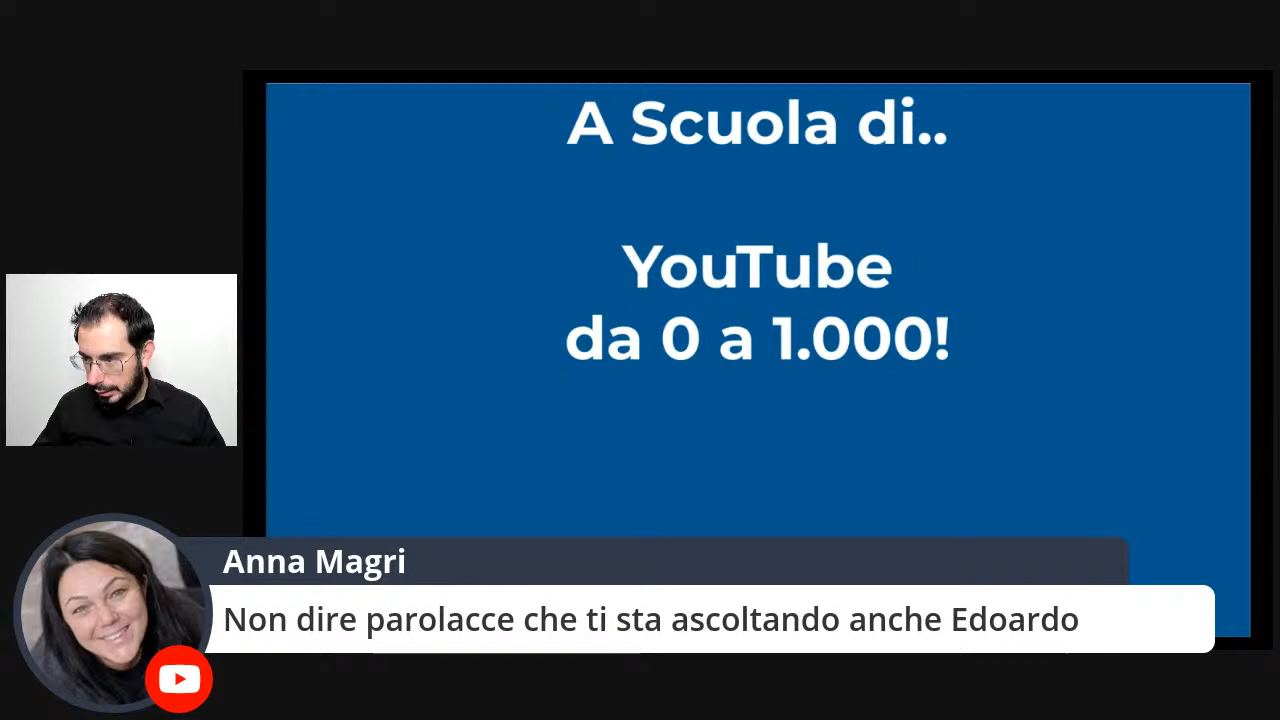 A Scuola di..
YouTube
da 0 a 1.000!
Anna Magri
Non dire parolacce che ti sta ascoltando anche Edoardo